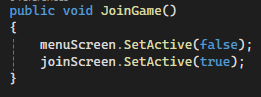 public void JoinGame()
{
menuScreen.SetActive(false);
joinScreen.SetActive(true);
}